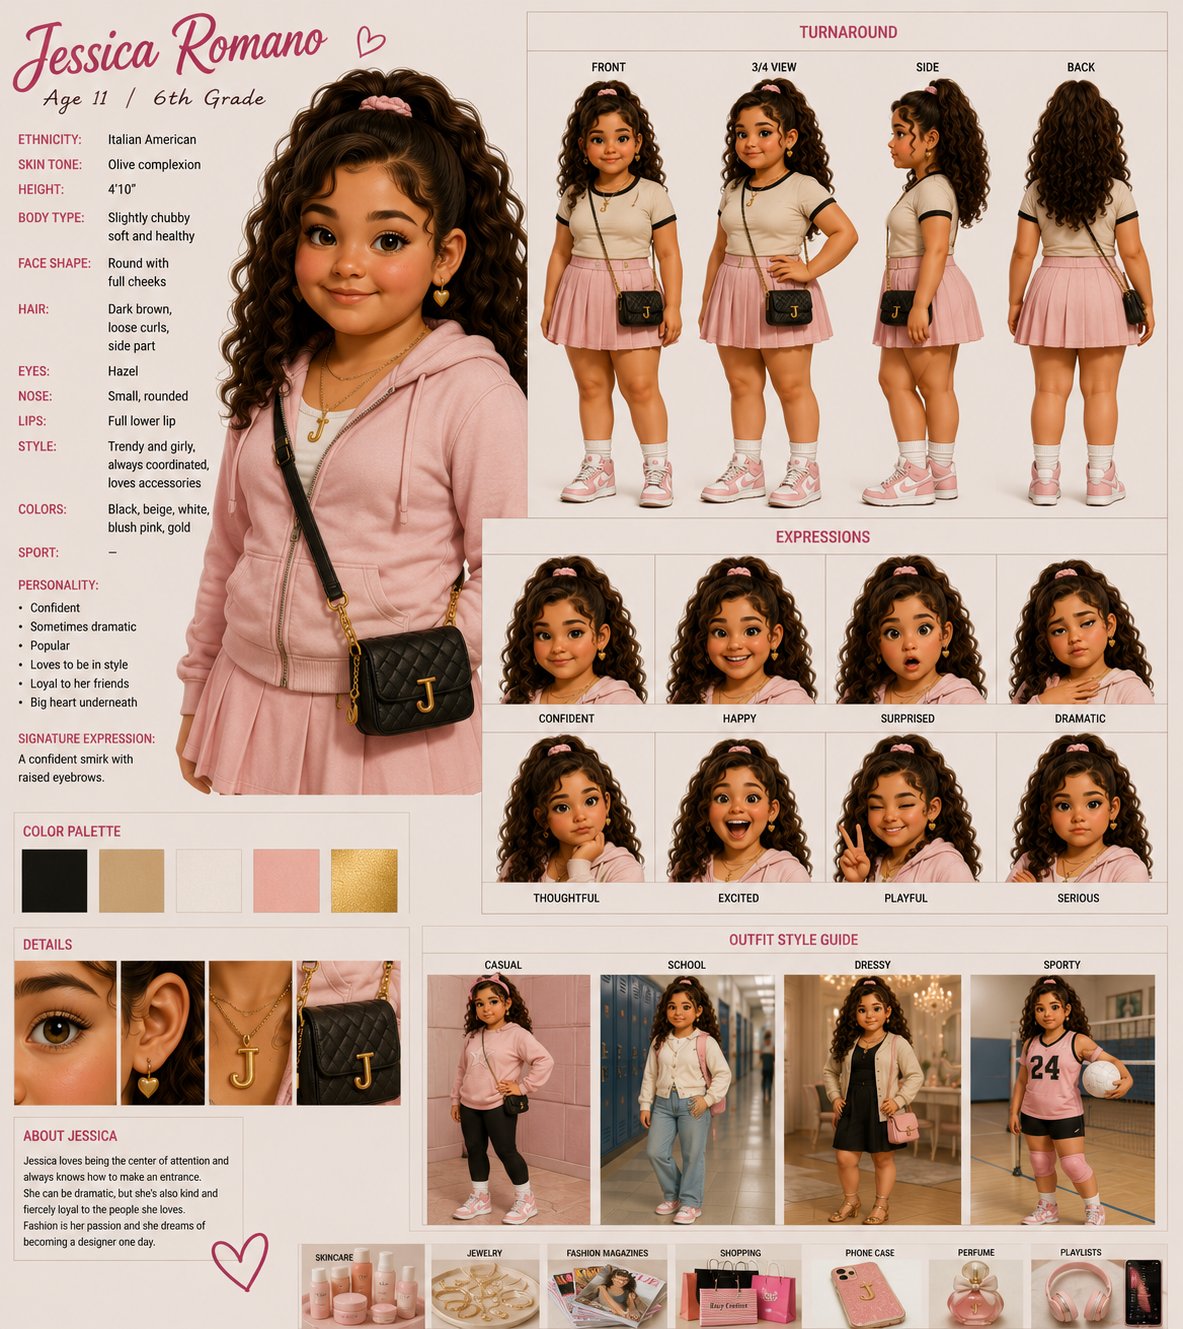 Jessica Romano
Age 11 / 6th Grade
ETHNICITY: Italian American
SKIN TONE: Olive complexion
HEIGHT: 4'10"
BODY TYPE: Slightly chubby
soft and healthy
FACE SHAPE: Round with
full cheeks
HAIR: Dark brown,
loose curls,
side part
EYES: Hazel
NOSE: Small, rounded
LIPS: Full lower lip
STYLE: Trendy and girly,
always coordinated,
loves accessories
COLORS: Black, beige, white,
blush pink, gold
SPORT: –
PERSONALITY:
• Confident
• Sometimes dramatic
• Popular
• Loves to be in style
• Loyal to her friends
• Big heart underneath
SIGNATURE EXPRESSION:
A confident smirk with
raised eyebrows.
J
J
TURNAROUND
FRONT 3/4 VIEW SIDE BACK
J J J
EXPRESSIONS
CONFIDENT HAPPY SURPRISED DRAMATIC
THOUGHTFUL EXCITED PLAYFUL SERIOUS
COLOR PALETTE
DETAILS
J J
ABOUT JESSICA
Jessica loves being the center of attention and
always knows how to make an entrance.
She can be dramatic, but she's also kind and
fiercely loyal to the people she loves.
Fashion is her passion and she dreams of
becoming a designer one day.
OUTFIT STYLE GUIDE
CASUAL SCHOOL DRESSY SPORTY
24
SKINCARE JEWELRY FASHION MAGAZINES SHOPPING PHONE CASE PERFUME PLAYLISTS
J
J